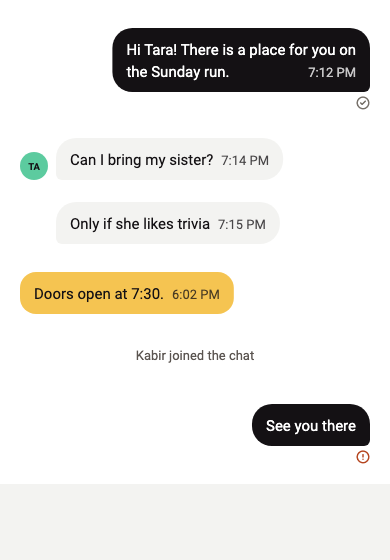 Hi Tara! There is a place for you on
the Sunday run. 7:12 PM
TA
Can I bring my sister? 7:14 PM
Only if she likes trivia 7:15 PM
Doors open at 7:30. 6:02 PM
Kabir joined the chat
See you there